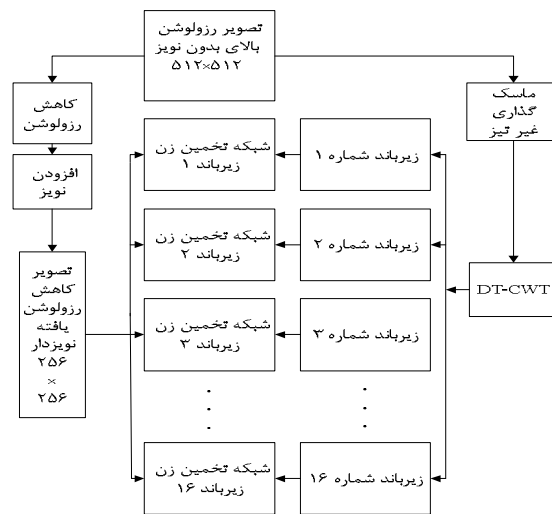 تصویر رزولوشن
بالای بدون نویز
۵۱۲×۵۱۲
ماسک
گذاری
غیر تیز
کاهش
رزولوشن
افزودن
نویز
تصویر
کاهش
رزولوشن
یافته
نویزدار
۲۵۶
×
۲۵۶
DT-CWT
زیرباند شماره ۱
شبکه تخمین زن
زیرباند ۱
زیرباند شماره ۲
شبکه تخمین زن
زیرباند ۲
زیرباند شماره ۳
شبکه تخمین زن
زیرباند ۳
زیرباند شماره ۱۶
شبکه تخمین زن
زیرباند ۱۶